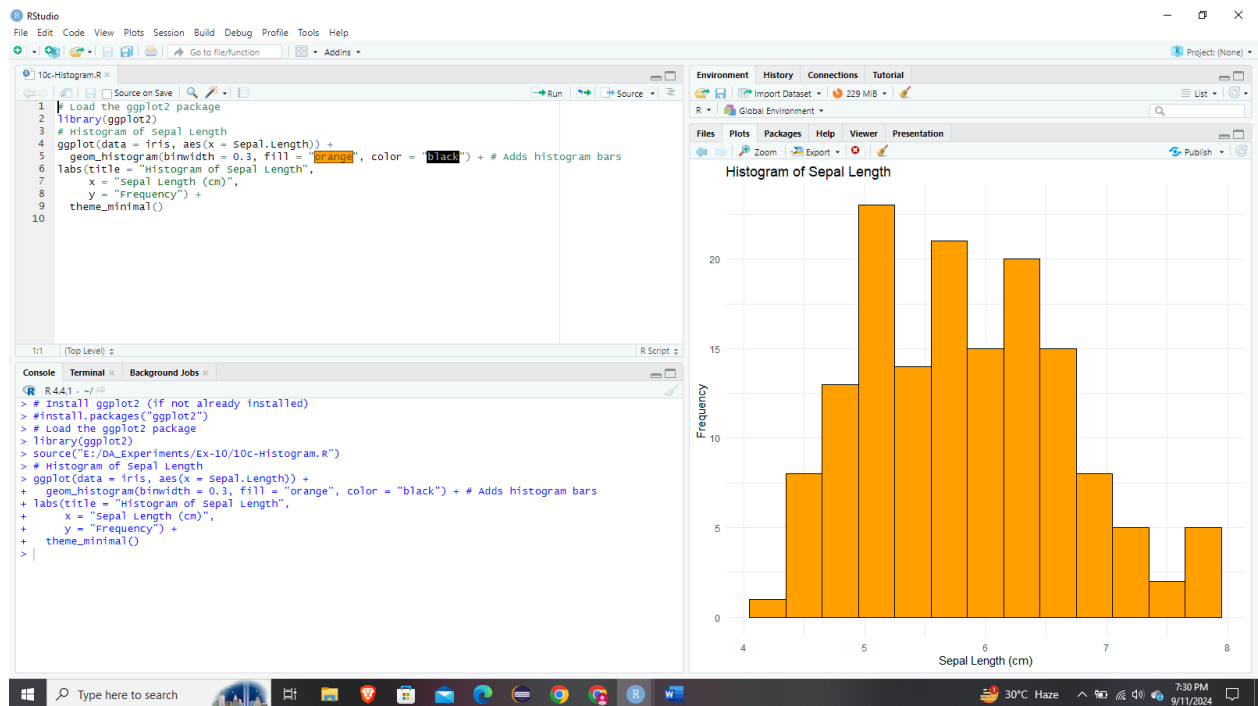 RStudio
File Edit Code View Plots Session Build Debug Profile Tools Help
Go to file/function Addins Project: (None)
10c-Histogram.R
Source on Save Run Source
1 # Load the ggplot2 package
2 library(ggplot2)
3 # Histogram of Sepal Length
4 ggplot(data = iris, aes(x = Sepal.Length)) +
5 geom_histogram(binwidth = 0.3, fill = "orange", color = "black") + # Adds histogram bars
6 labs(title = "Histogram of Sepal Length",
7 x = "Sepal Length (cm)",
8 y = "Frequency") +
9 theme_minimal()
10
1:1 (Top Level) R Script
Console Terminal Background Jobs
R 4.4.1 · ~/
> # Install ggplot2 (if not already installed)
> #install.packages("ggplot2")
> # Load the ggplot2 package
> library(ggplot2)
> source("E:/DA_Experiments/Ex-10/10c-Histogram.R")
> # Histogram of Sepal Length
> ggplot(data = iris, aes(x = Sepal.Length)) +
+ geom_histogram(binwidth = 0.3, fill = "orange", color = "black") + # Adds histogram bars
+ labs(title = "Histogram of Sepal Length",
+ x = "Sepal Length (cm)",
+ y = "Frequency") +
+ theme_minimal()
>
Environment History Connections Tutorial
Import Dataset 229 MiB List
R Global Environment
Files Plots Packages Help Viewer Presentation
Zoom Export Publish
Histogram of Sepal Length
Frequency
20
15
10
5
0
4 5 6 7 8
Sepal Length (cm)
Type here to search 30°C Haze 7:30 PM
9/11/2024